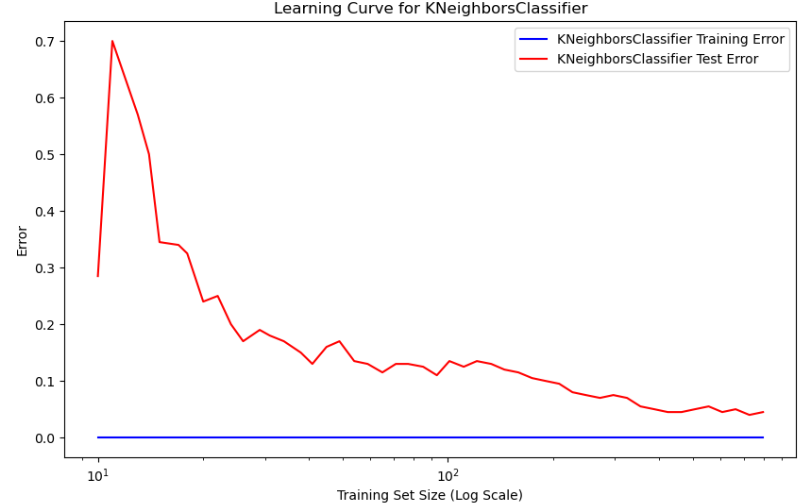 Learning Curve for KNeighborsClassifier
KNeighborsClassifier Training Error
KNeighborsClassifier Test Error
Error
0.7
0.6
0.5
0.4
0.3
0.2
0.1
0.0
10¹
10²
Training Set Size (Log Scale)